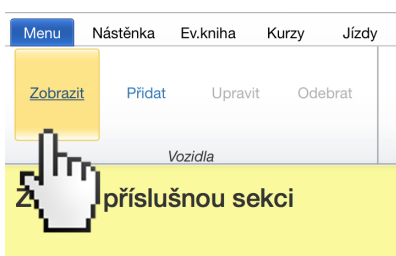 Menu Nástěnka Ev.kniha Kurzy Jízdy
Zobrazit Přidat Upravit Odebrat
Vozidla
příslušnou sekci